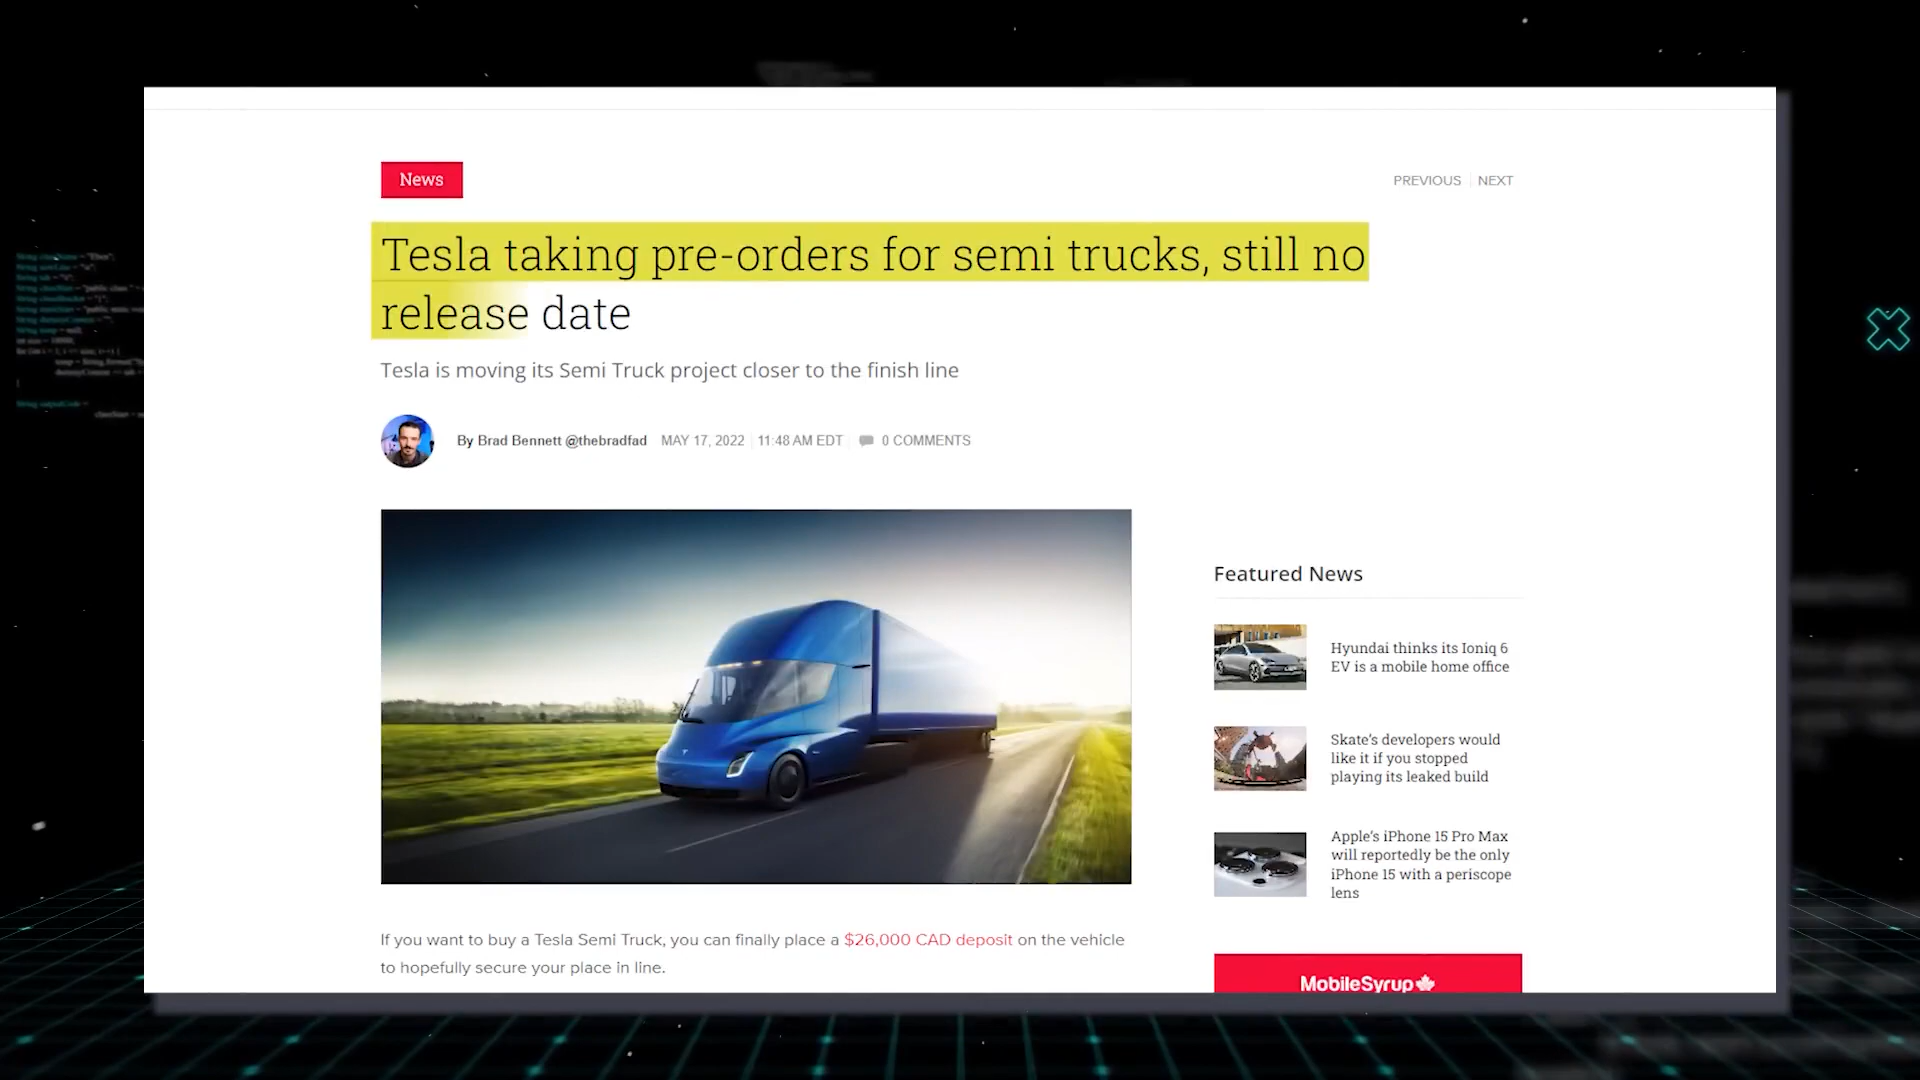 News
PREVIOUS
NEXT
Tesla taking pre-orders for semi trucks, still no
release date
Tesla is moving its Semi Truck project closer to the finish line
By Brad Bennett @thebradfad MAY 17, 2022 11:48 AM EDT 0 COMMENTS
If you want to buy a Tesla Semi Truck, you can finally place a $26,000 CAD deposit on the vehicle
to hopefully secure your place in line.
Featured News
Hyundai thinks its Ioniq 6
EV is a mobile home office
Skate's developers would
like it if you stopped
playing its leaked build
Apple's iPhone 15 Pro Max
will reportedly be the only
iPhone 15 with a periscope
lens
MobileSyrup